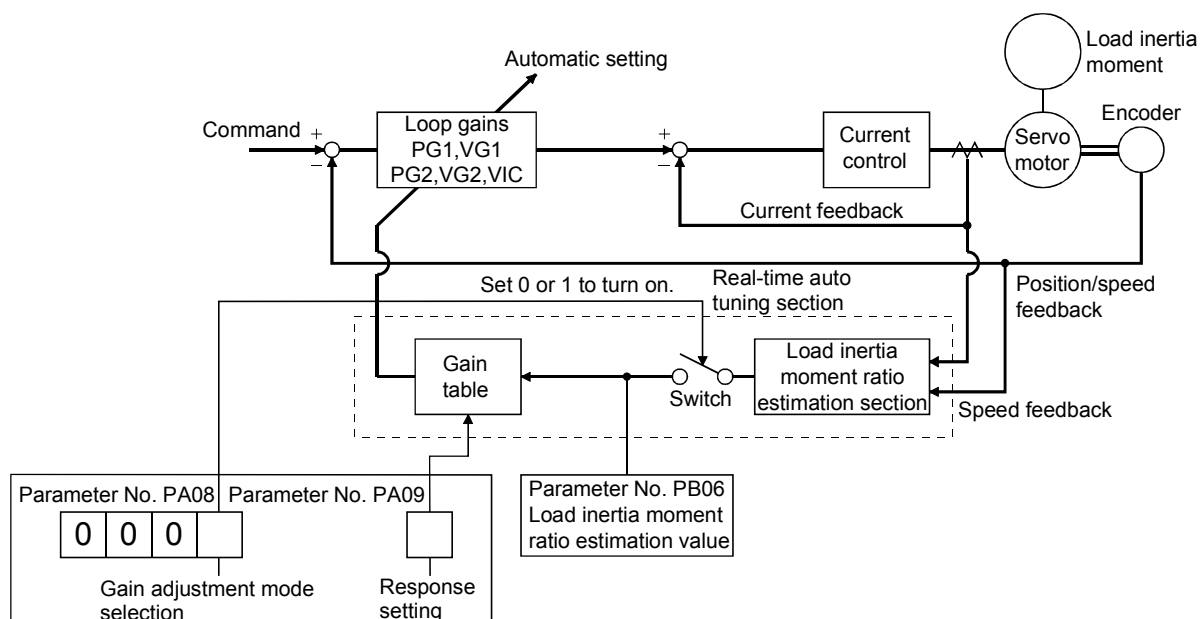 Load inertia
moment
Automatic setting
Encoder
Command
+
−
Loop gains
PG1,VG1
PG2,VG2,VIC
+
−
Current
control
Servo
motor
Current feedback
Set 0 or 1 to turn on.
Real-time auto
tuning section
Position/speed
feedback
Gain
table
Switch
Load inertia
moment ratio
estimation section
Speed feedback
Parameter No. PA08
Parameter No. PA09
0 0 0
Gain adjustment mode
selection
Response
setting
Parameter No. PB06
Load inertia moment
ratio estimation value